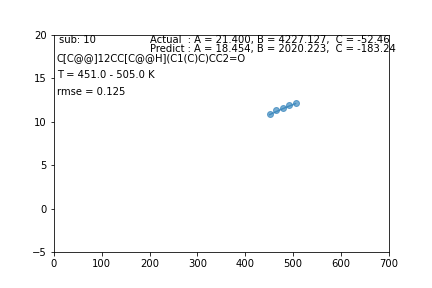 sub: 10
Actual : A = 21.400, B = 4227.127, C = -52.46
Predict : A = 18.454, B = 2020.223, C = -183.24
C[C@@]12CC[C@@H](C1(C)C)CC2=O
T = 451.0 - 505.0 K
rmse = 0.125
20
15
10
5
0
−5
0 100 200 300 400 500 600 700